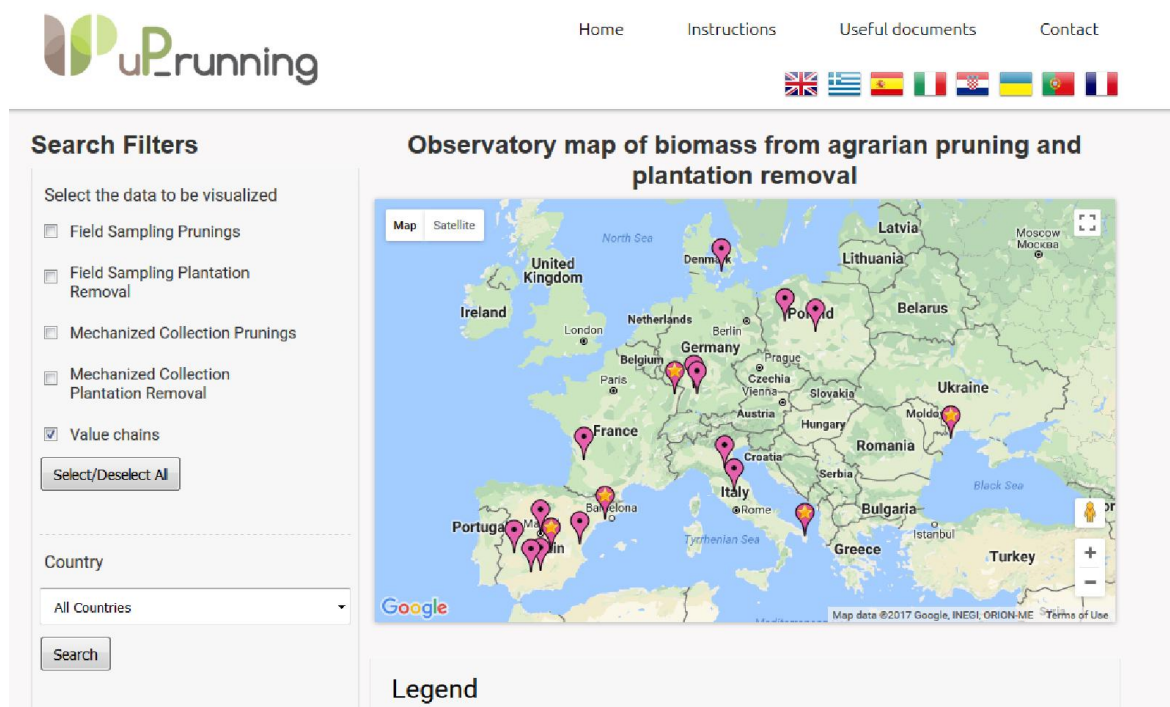 uP_running
Home
Instructions
Useful documents
Contact
Search Filters
Select the data to be visualized
Field Sampling Prunings
Field Sampling Plantation
Removal
Mechanized Collection Prunings
Mechanized Collection
Plantation Removal
Value chains
Select/Deselect All
Country
All Countries
Search
Observatory map of biomass from agrarian pruning and
plantation removal
Map
Satellite
North Sea
Latvia
Moscow
Москва
Denmark
Lithuania
United
Kingdom
Ireland
Belarus
Netherlands
London
Berlin
Germany
Belgium
Prague
Paris
Czechia
Vienna
Slovakia
Ukraine
Austria
Hungary
France
Romania
Croatia
Serbia
Italy
Black Sea
Rome
Bulgaria
Istanbul
Tyrrhenian Sea
Greece
Turkey
Google
Map data ©2017 Google, INEGI, ORION-ME
Terms of Use
Legend